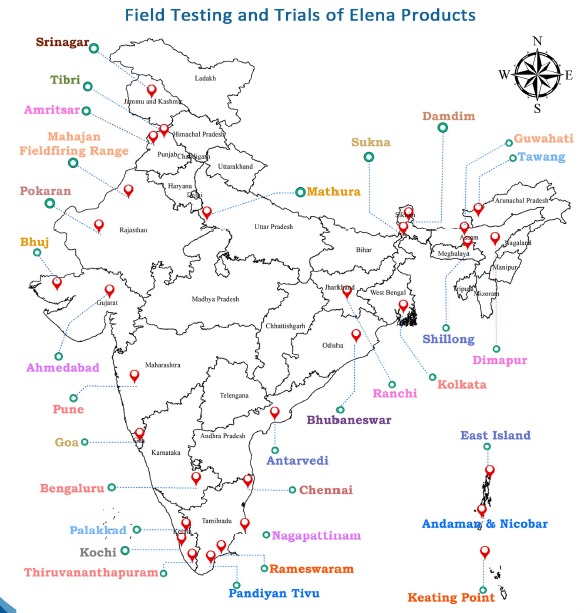 Field Testing and Trials of Elena Products
Srinagar
Ladakh
N
W
E
S
Tibri
Jammu and Kashmir
Amritsar
Himachal Pradesh
Damdim
Mahajan
Fieldfiring Range
Punjab
Chandigarh
Uttarakhand
Sukna
Guwahati
Tawang
Pokaran
Haryana
Delhi
Mathura
Arunachal Pradesh
Sikkim
Rajasthan
Uttar Pradesh
Assam
Nagaland
Bhuj
Bihar
Meghalaya
Manipur
Gujarat
Madhya Pradesh
Jharkhand
West Bengal
Tripura
Mizoram
Chhattishgarh
Shillong
Odisha
Dimapur
Ahmedabad
Maharashtra
Ranchi
Kolkata
Pune
Telengana
Bhubaneswar
Goa
Andhra Pradesh
East Island
Karnataka
Antarvedi
Bengaluru
Chennai
Palakkad
Tamilnadu
Andaman & Nicobar
Nagapattinam
Kochi
Thiruvananthapuram
Rameswaram
Pandiyan Tivu
Keating Point